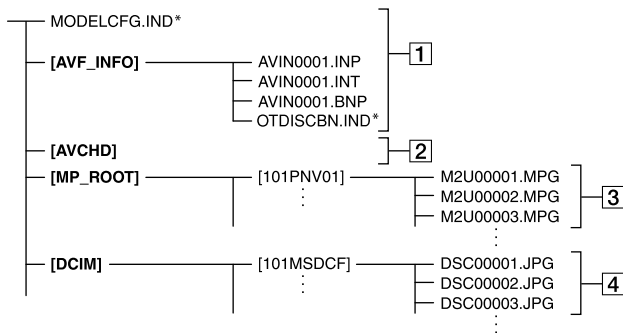 MODELCFG.IND*
[AVF_INFO] AVIN0001.INP
AVIN0001.INT
AVIN0001.BNP
OTDISCBN.IND*
1
[AVCHD] 2
[MP_ROOT] [101PNV01] M2U00001.MPG
M2U00002.MPG
M2U00003.MPG
3
[DCIM] [101MSDCF] DSC00001.JPG
DSC00002.JPG
DSC00003.JPG
4